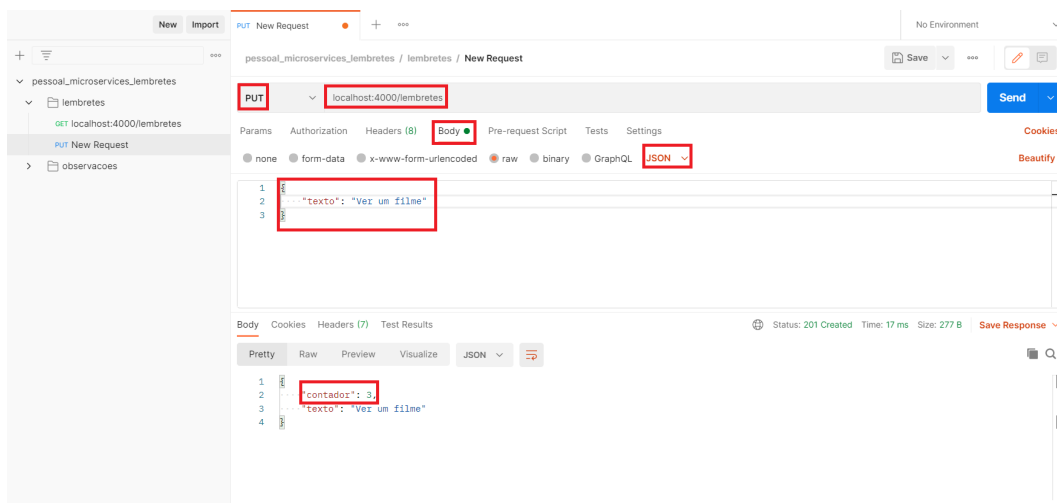 New Import PUT New Request + ooo No Environment
+ ooo pessoal_microservices_lembretes / lembretes / New Request Save ooo
pessoal_microservices_lembretes
lembretes PUT localhost:4000/lembretes Send
GET localhost:4000/lembretes Params Authorization Headers (8) Body Pre-request Script Tests Settings Cookies
PUT New Request
observacoes none form-data x-www-form-urlencoded raw binary GraphQL JSON Beautify
1 {
2 "texto": "Ver um filme"
3 }
Body Cookies Headers (7) Test Results Status: 201 Created Time: 17 ms Size: 277 B Save Response
Pretty Raw Preview Visualize JSON
1 {
2 "contador": 3,
3 "texto": "Ver um filme"
4 }